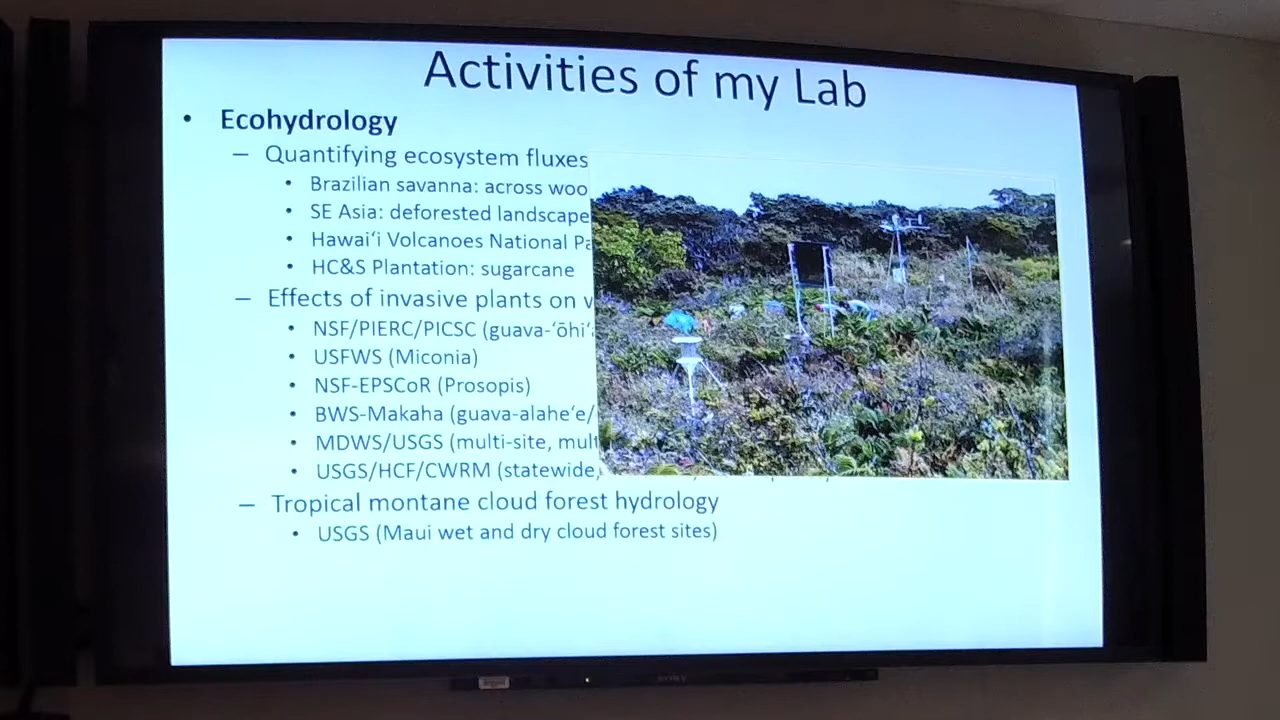 Activities of my Lab
• Ecohydrology
– Quantifying ecosystem fluxes
• Brazilian savanna: across woo
• SE Asia: deforested landscape
• Hawaiʻi Volcanoes National Pa
• HC&S Plantation: sugarcane
– Effects of invasive plants on w
• NSF/PIERC/PICSC (guava-ʻōhiʻa
• USFWS (Miconia)
• NSF-EPSCoR (Prosopis)
• BWS-Makaha (guava-alaheʻe/
• MDWS/USGS (multi-site, mult
• USGS/HCF/CWRM (statewide,
– Tropical montane cloud forest hydrology
• USGS (Maui wet and dry cloud forest sites)
SONY